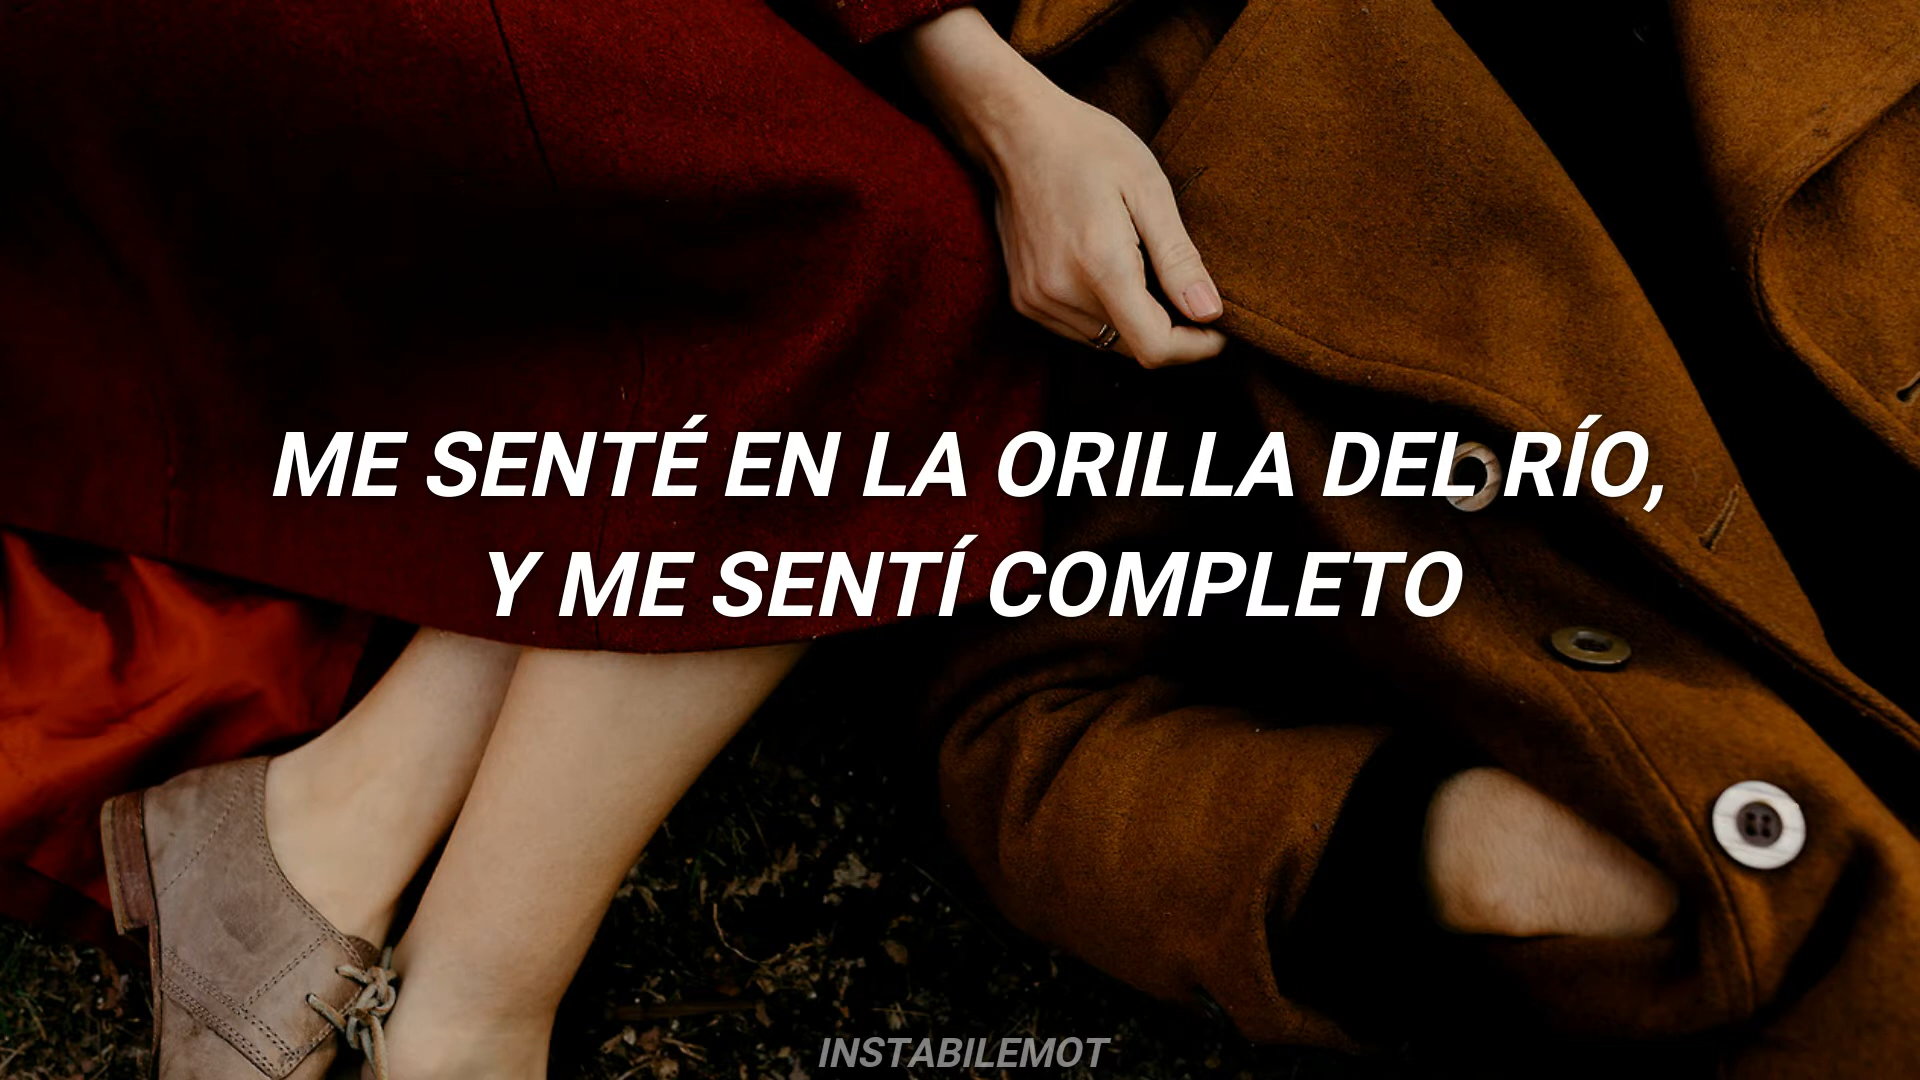 ME SENTÉ EN LA ORILLA DEL RÍO,
Y ME SENTÍ COMPLETO
INSTABILEMOT